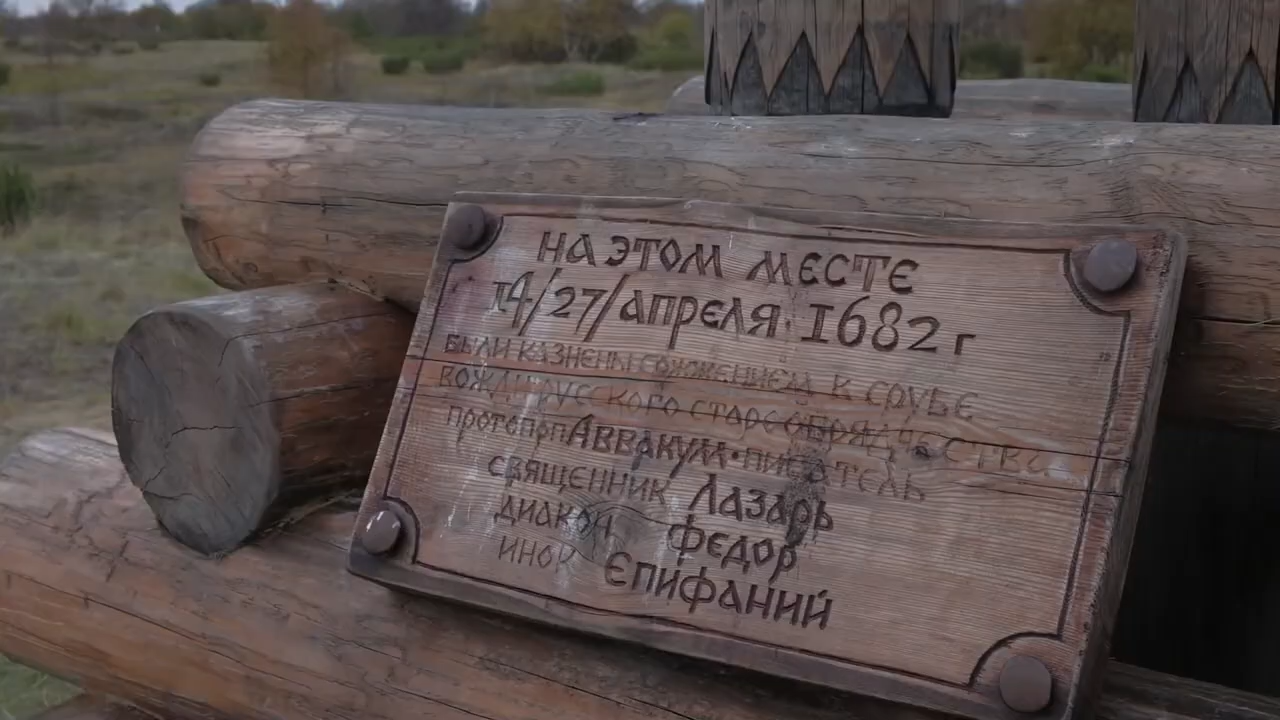 НА ЭТОМ МЕСТЕ
14/27/АПРЕЛЯ 1682 г
БЫЛИ КАЗНЕНЫ СОЖЖЕНИЕМ К СРУБЕ
ВОЖДИ РУССКОГО СТАРООБРЯДЧЕСТВА
ПРОТОПОП АВВАКУМ·ПИСАТЕЛЬ
СВЯЩЕННИК ЛАЗАРЬ
ДИАКОН ФЕДОР
ИНОК ЕПИФАНИЙ